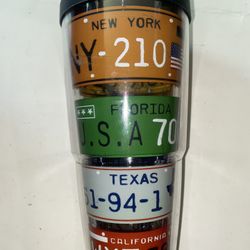 NEW YORK
NY-210
FLORIDA
U.S.A 70
TEXAS
51-94-1
CALIFORNIA